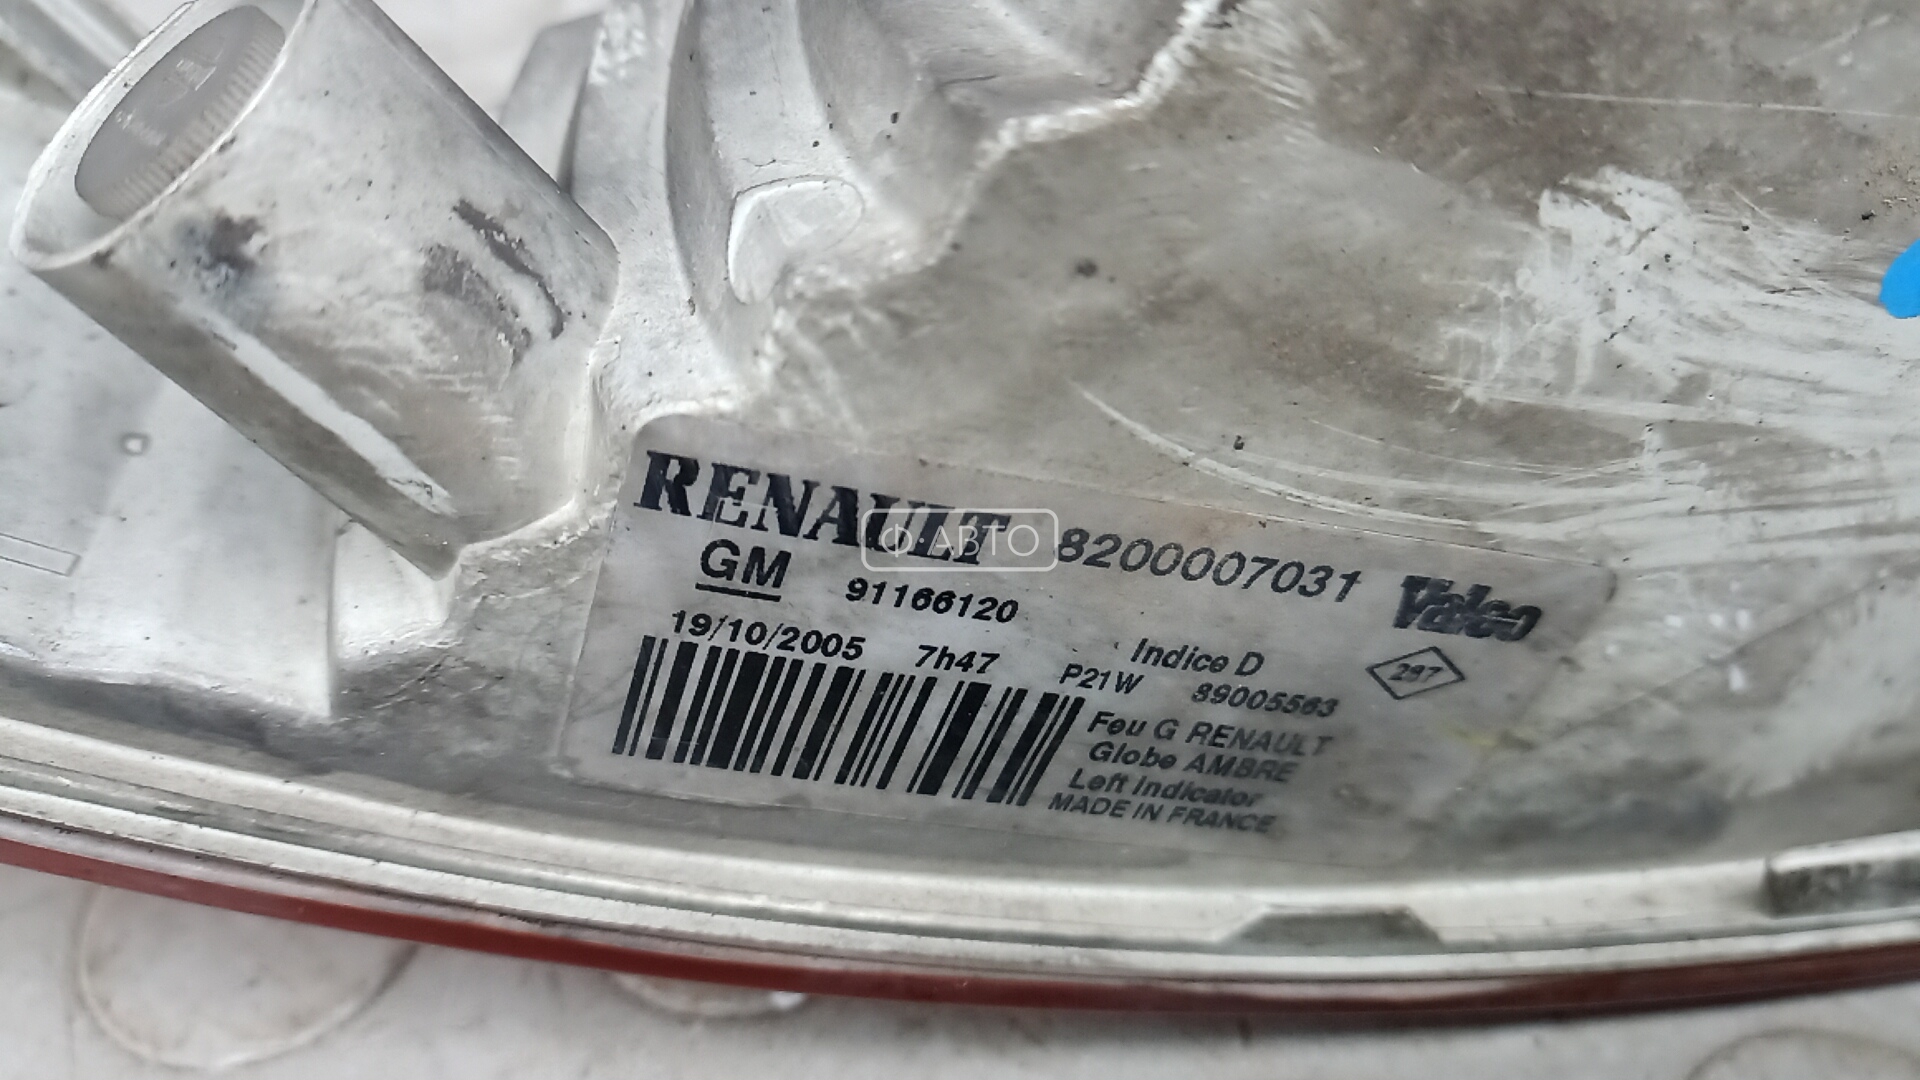 RENAULT 8200007031 Valeo
Ф·АВТО
GM 91166120
19/10/2005 7h47 Indice D 297
P21W 89005563
Feu G RENAULT
Globe AMBRE
Left Indicator
MADE IN FRANCE